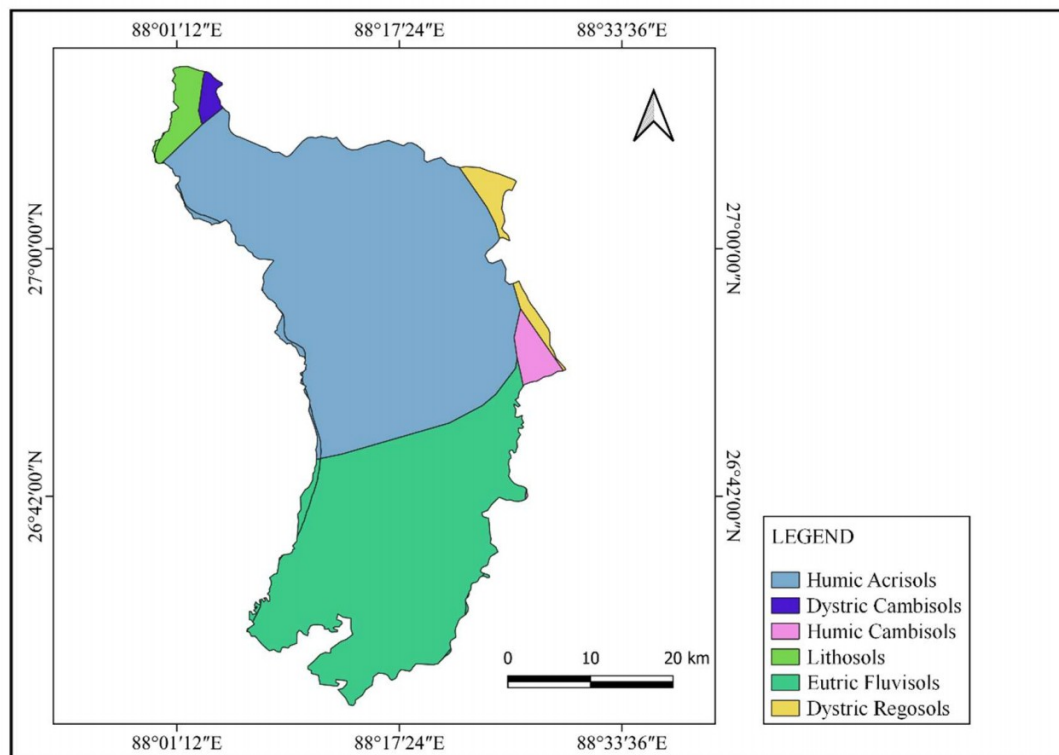 88°01′12″E 88°17′24″E 88°33′36″E
27°00′00″N
27°00′00″N
26°42′00″N
26°42′00″N
LEGEND
Humic Acrisols
Dystric Cambisols
Humic Cambisols
Lithosols
Eutric Fluvisols
Dystric Regosols
0 10 20 km
88°01′12″E 88°17′24″E 88°33′36″E